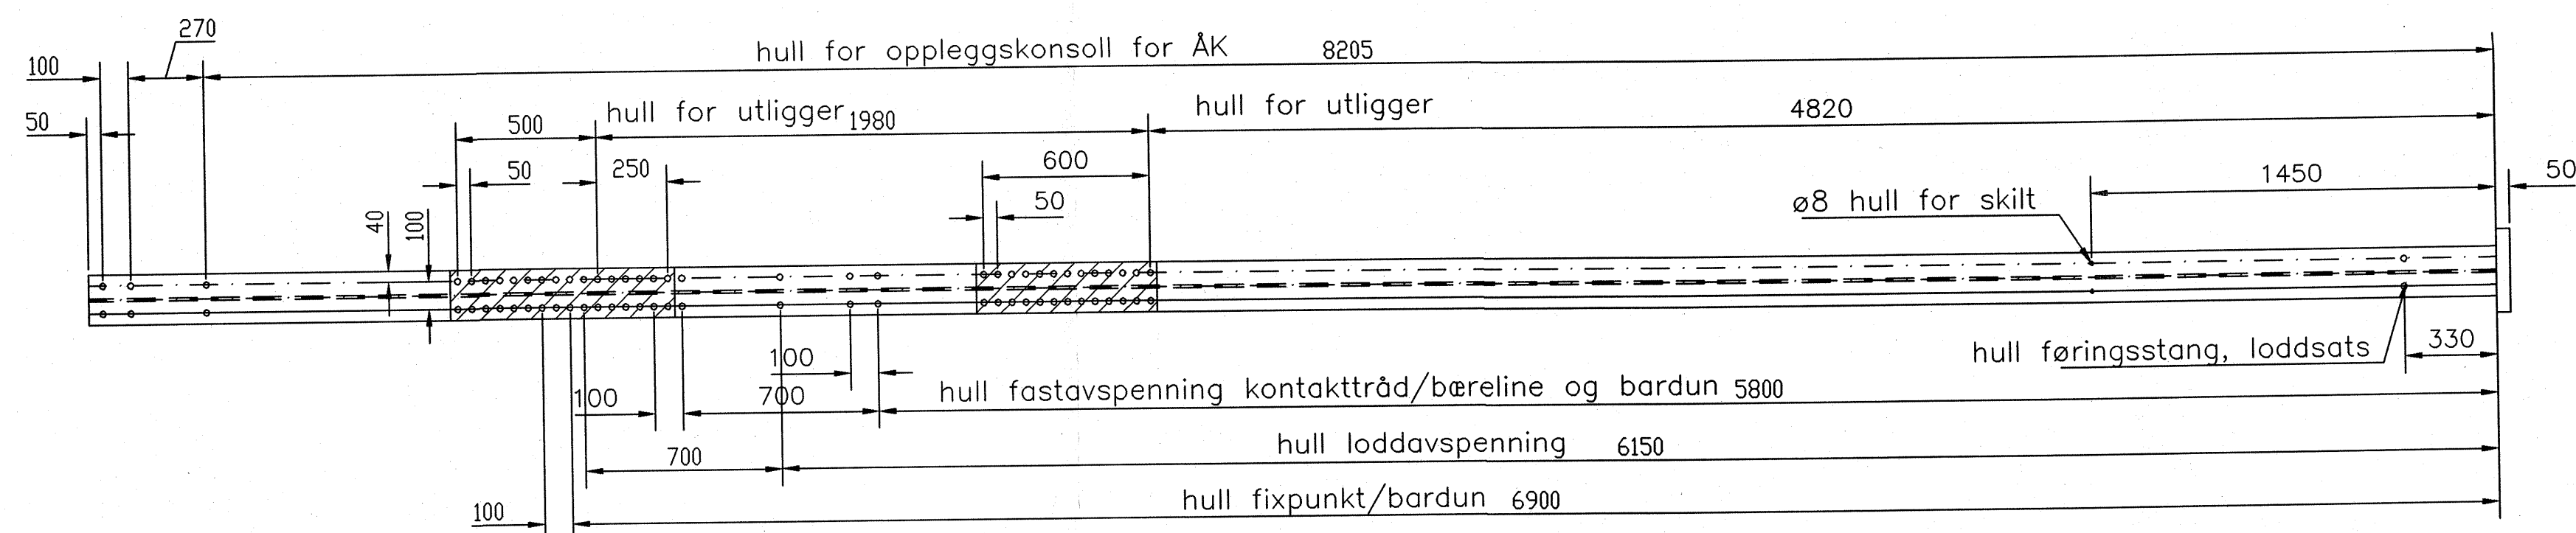 270
hull for oppleggskonsoll for ÅK 8205
100
hull for utligger 1980
hull for utligger 4820
50
500
600
1450
50
50
250
50
ø8 hull for skilt
40
100
330
hull føringsstang, loddsats
100
hull fastavspenning kontakttråd/bæreline og bardun 5800
100
700
hull loddavspenning 6150
700
hull fixpunkt/bardun 6900
100